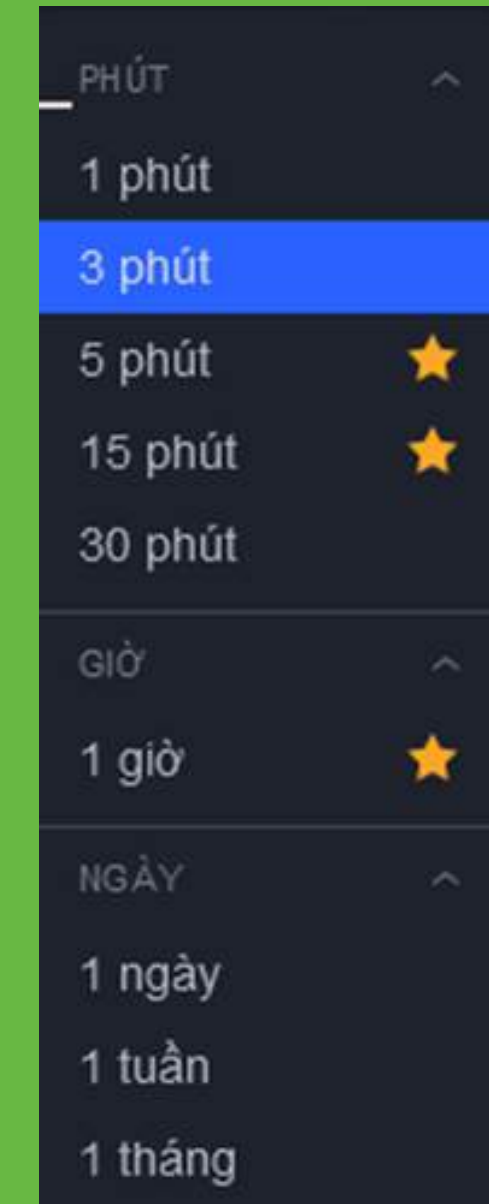 PHÚT
1 phút
3 phút
5 phút
15 phút
30 phút
GIỜ
1 giờ
NGÀY
1 ngày
1 tuần
1 tháng